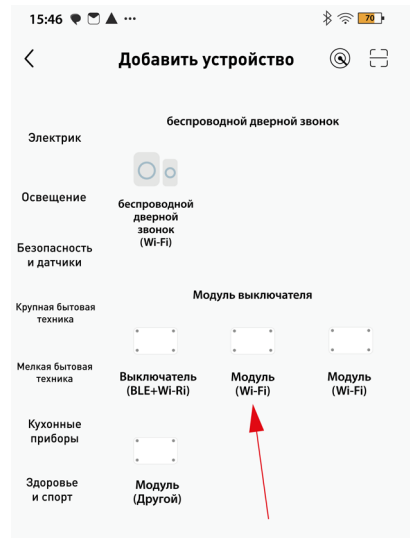 15:46
70
Добавить устройство
беспроводной дверной звонок
Электрик
Освещение
беспроводной
дверной
звонок
(Wi-Fi)
Безопасность
и датчики
Модуль выключателя
Крупная бытовая
техника
Мелкая бытовая
техника
Выключатель
(BLE+Wi-Ri)
Модуль
(Wi-Fi)
Модуль
(Wi-Fi)
Кухонные
приборы
Модуль
(Другой)
Здоровье
и спорт